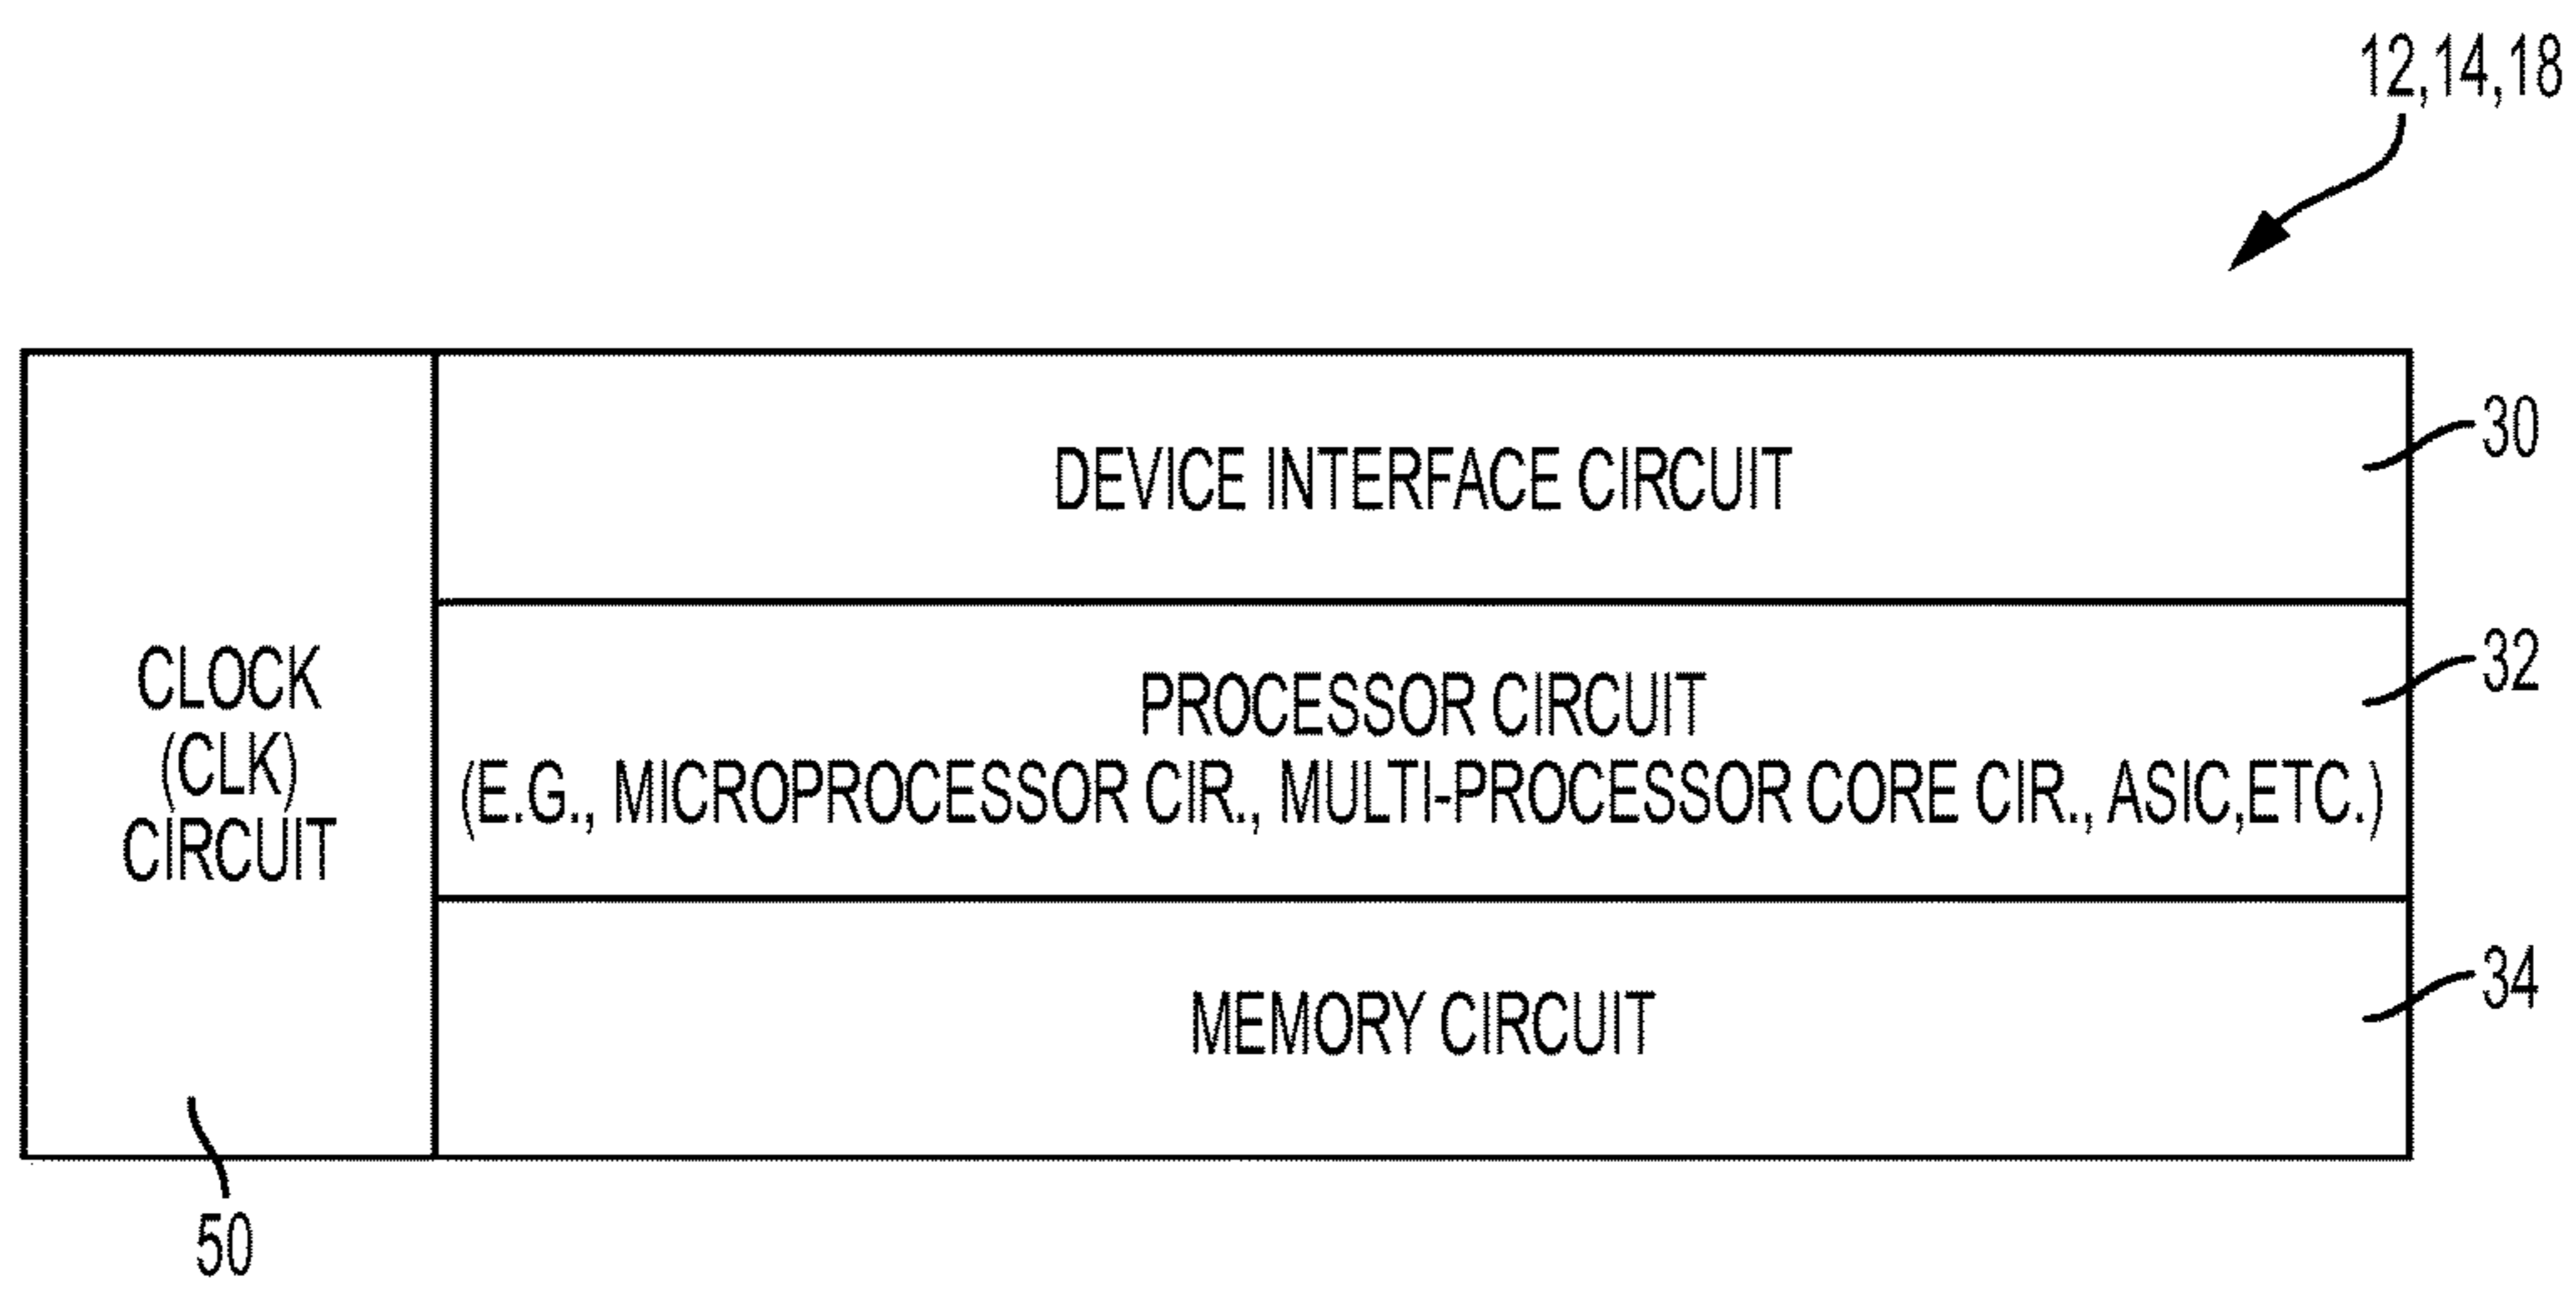 12,14,18
DEVICE INTERFACE CIRCUIT
30
CLOCK
(CLK)
CIRCUIT
PROCESSOR CIRCUIT
(E.G., MICROPROCESSOR CIR., MULTI-PROCESSOR CORE CIR., ASIC,ETC.)
32
MEMORY CIRCUIT
34
50